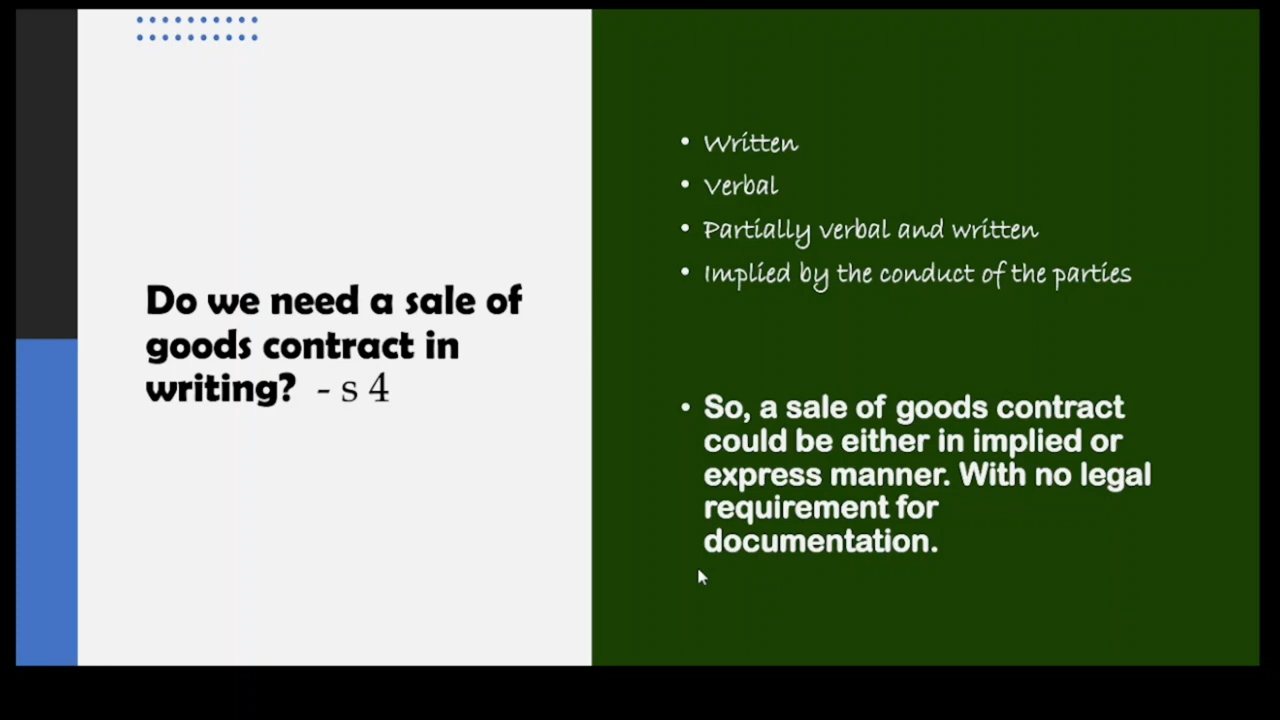 Do we need a sale of
goods contract in
writing? - s 4
• Written
• Verbal
• Partially verbal and written
• Implied by the conduct of the parties
• So, a sale of goods contract
could be either in implied or
express manner. With no legal
requirement for
documentation.